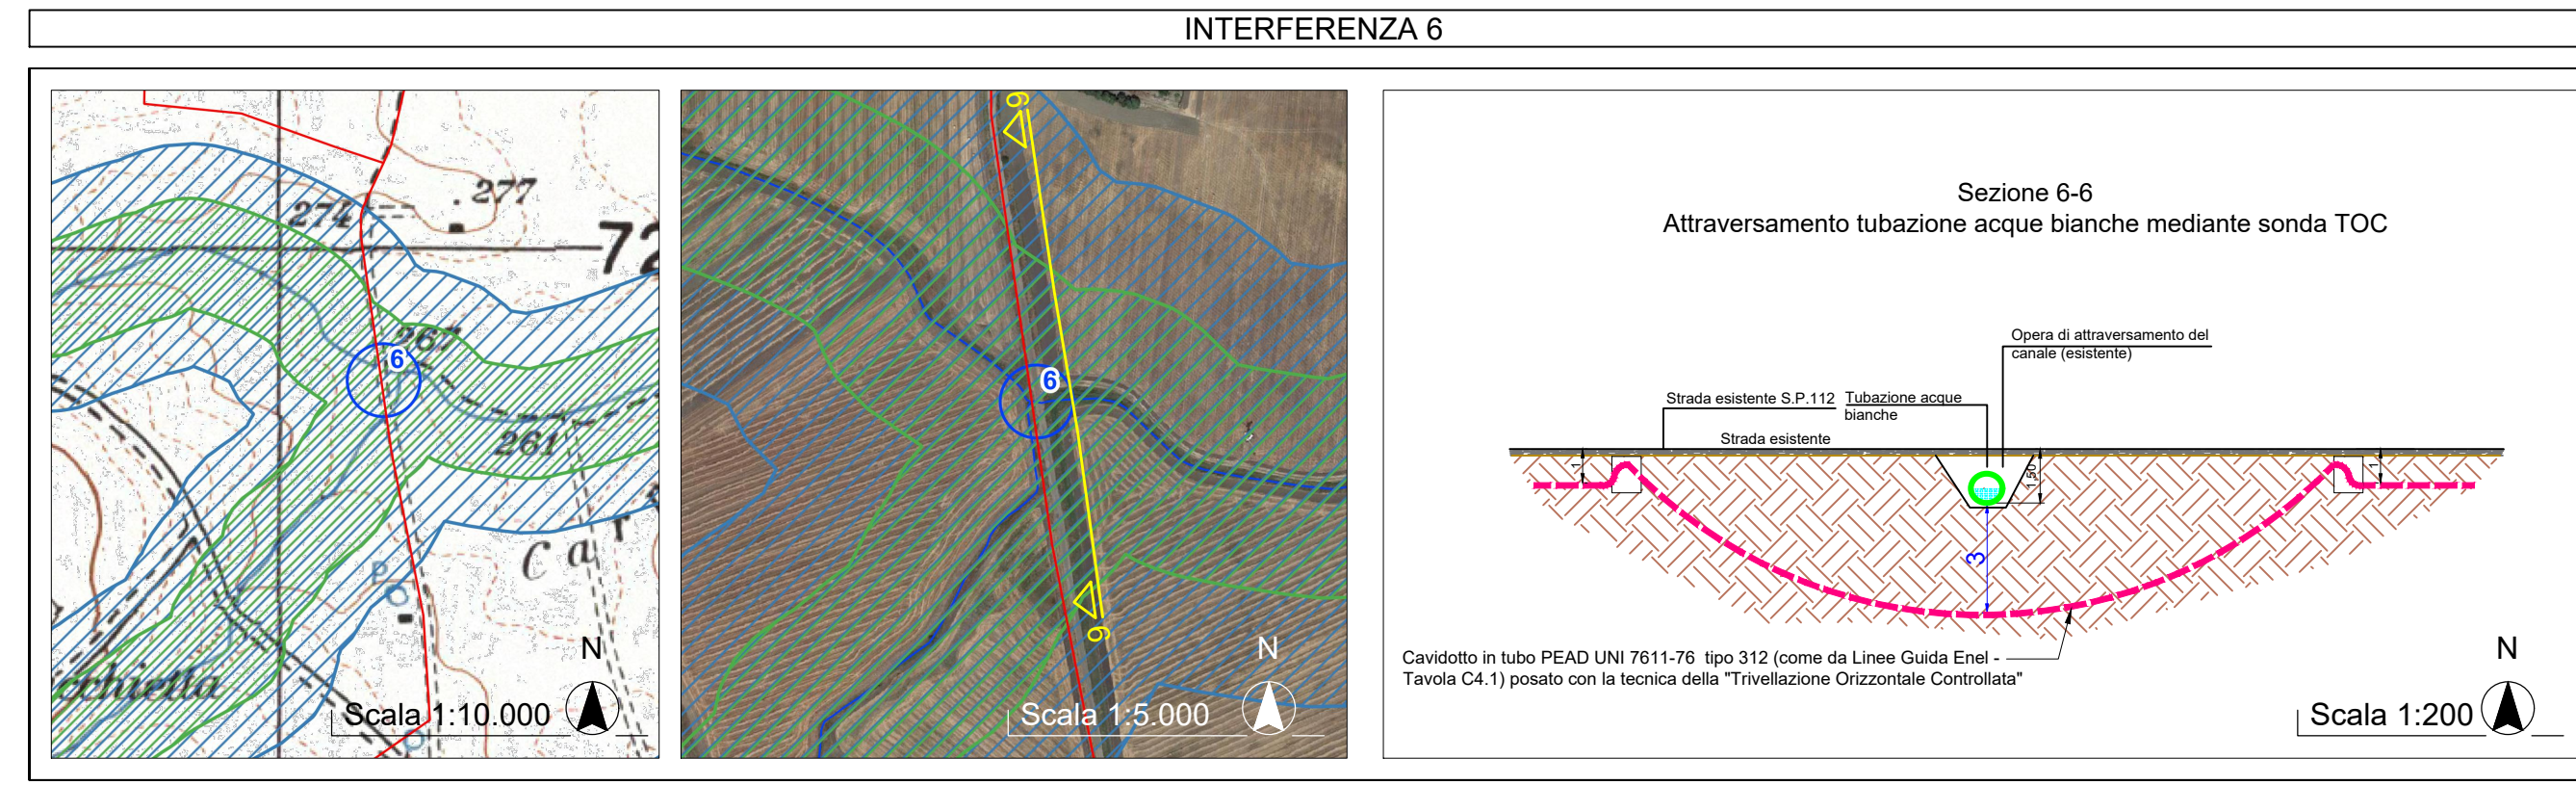 INTERFERENZA 6
274
277
72
267
6
261
P
C a r
chietta
N
Scala 1:10.000
6
6
6
N
Scala 1:5.000
Sezione 6-6
Attraversamento tubazione acque bianche mediante sonda TOC
Opera di attraversamento del
canale (esistente)
Strada esistente S.P.112
Tubazione acque
bianche
Strada esistente
1
1,50
1
3
Cavidotto in tubo PEAD UNI 7611-76 tipo 312 (come da Linee Guida Enel -
Tavola C4.1) posato con la tecnica della "Trivellazione Orizzontale Controllata"
N
Scala 1:200